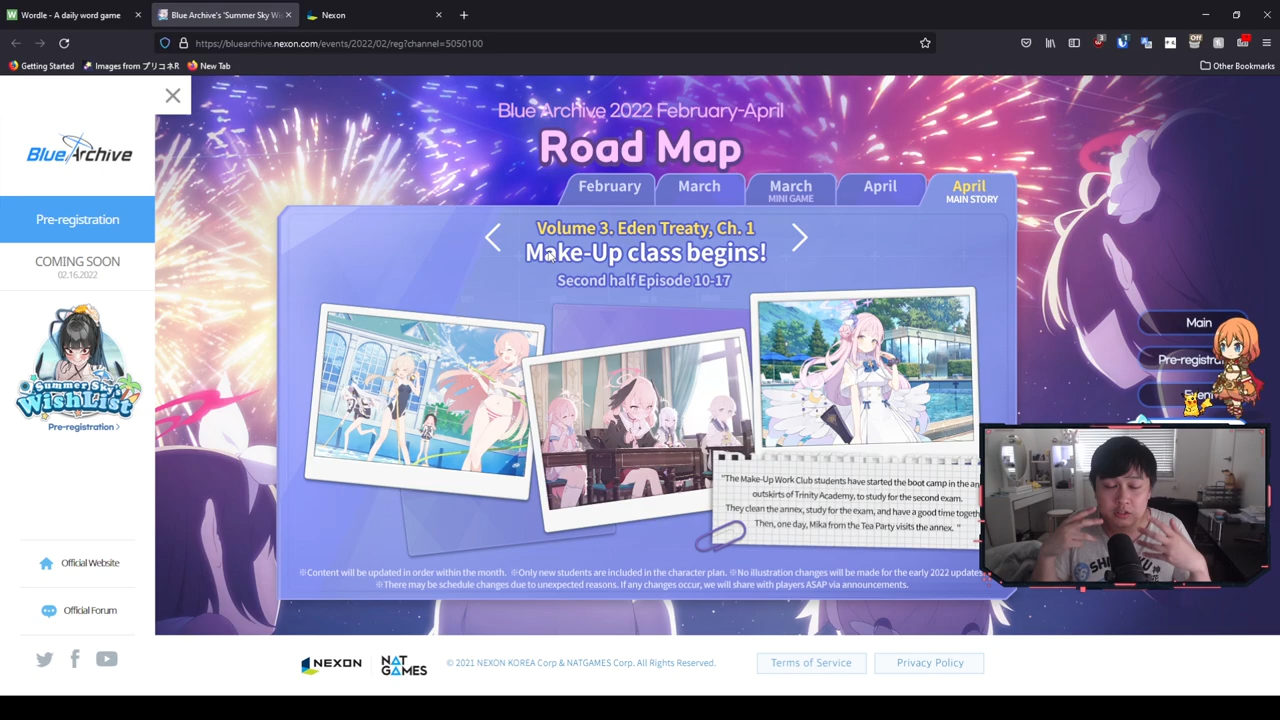 Wordle - A daily word game
Blue Archive's 'Summer Sky Wi
Nexon
https://bluearchive.nexon.com/events/2022/02/reg?channel=5050100
3
Off
Getting Started
Images from プリコネR
New Tab
Other Bookmarks
Blue Archive
Pre-registration
COMING SOON
02.16.2022
Summer Sky
WishList
Pre-registration >
Official Website
Official Forum
Blue Archive 2022 February-April
Road Map
February
March
March
MINI GAME
April
April
MAIN STORY
Volume 3. Eden Treaty, Ch. 1
Make-Up class begins!
Second half Episode 10-17
"The Make-Up Work Club students have started the boot camp in the an
outskirts of Trinity Academy, to study for the second exam.
They clean the annex, study for the exam, and have a good time togeth
Then, one day, Mika from the Tea Party visits the annex. "
※Content will be updated in order within the month. ※Only new students are included in the character plan. ※No illustration changes will be made for the early 2022 updates
※There may be schedule changes due to unexpected reasons. If any changes occur, we will share with players ASAP via announcements.
Main
Pre-registra
Even
NEXON
NAT GAMES
© 2021 NEXON KOREA Corp & NATGAMES Corp. All Rights Reserved.
Terms of Service
Privacy Policy